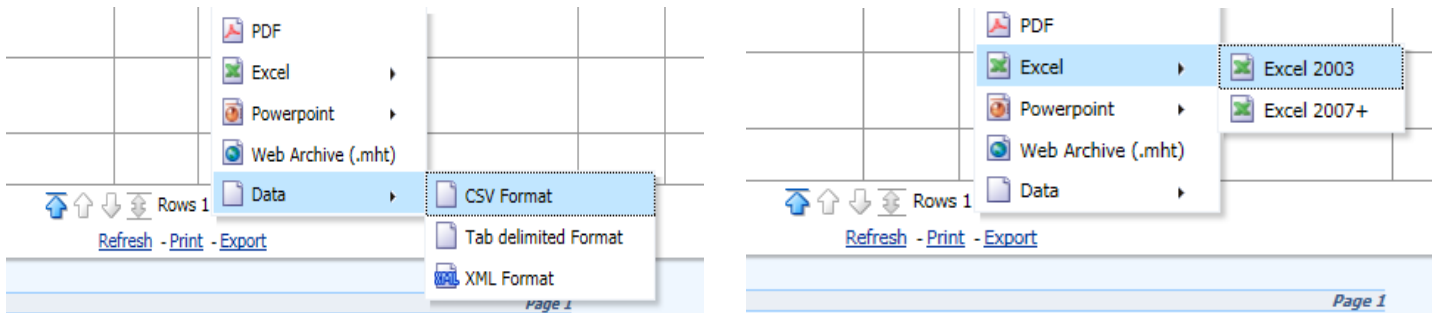 PDF
Excel
Powerpoint
Web Archive (.mht)
Data
CSV Format
Tab delimited Format
XML Format
Rows 1
Refresh - Print - Export
Page 1
PDF
Excel
Excel 2003
Excel 2007+
Powerpoint
Web Archive (.mht)
Data
Rows 1
Refresh - Print - Export
Page 1